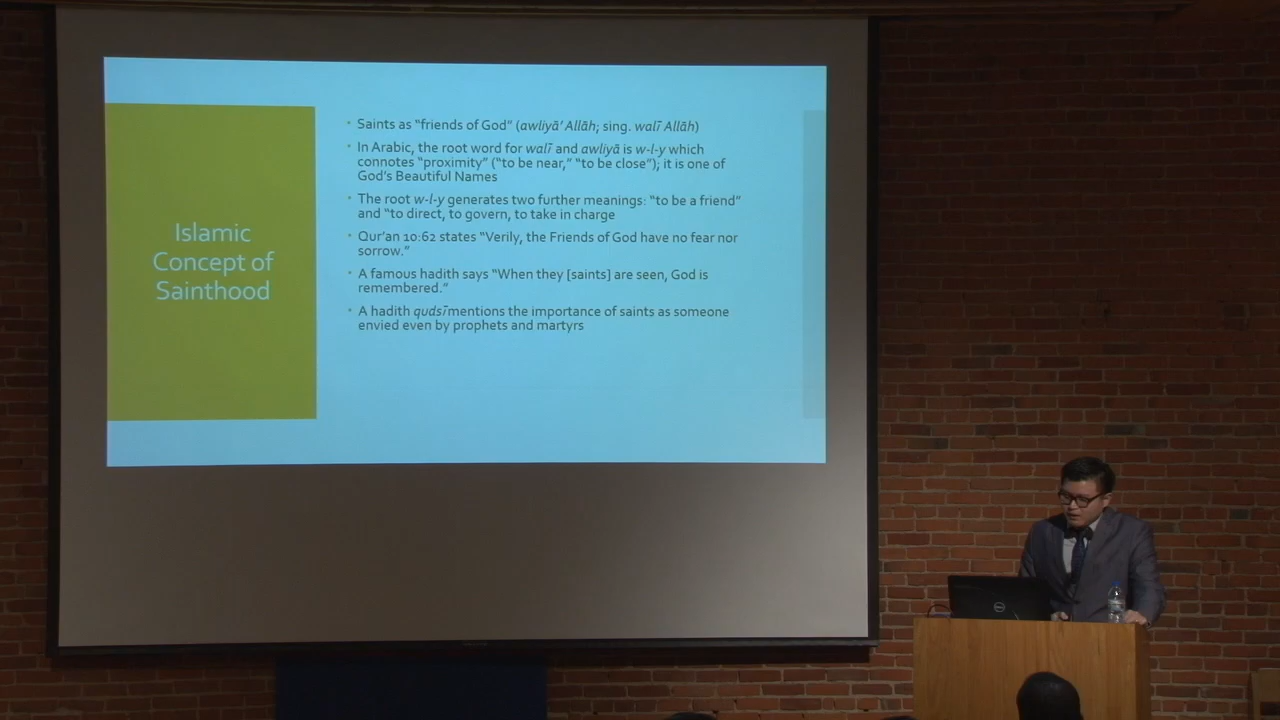 Islamic
Concept of
Sainthood
Saints as “friends of God” (awliyā’ Allāh; sing. walī Allāh)
In Arabic, the root word for walī and awliyā is w-l-y which
connotes “proximity” (“to be near,” “to be close”); it is one of
God’s Beautiful Names
The root w-l-y generates two further meanings: “to be a friend”
and “to direct, to govern, to take in charge
Qur’an 10:62 states “Verily, the Friends of God have no fear nor
sorrow.”
A famous hadith says “When they [saints] are seen, God is
remembered.”
A hadith qudsī mentions the importance of saints as someone
envied even by prophets and martyrs
DELL